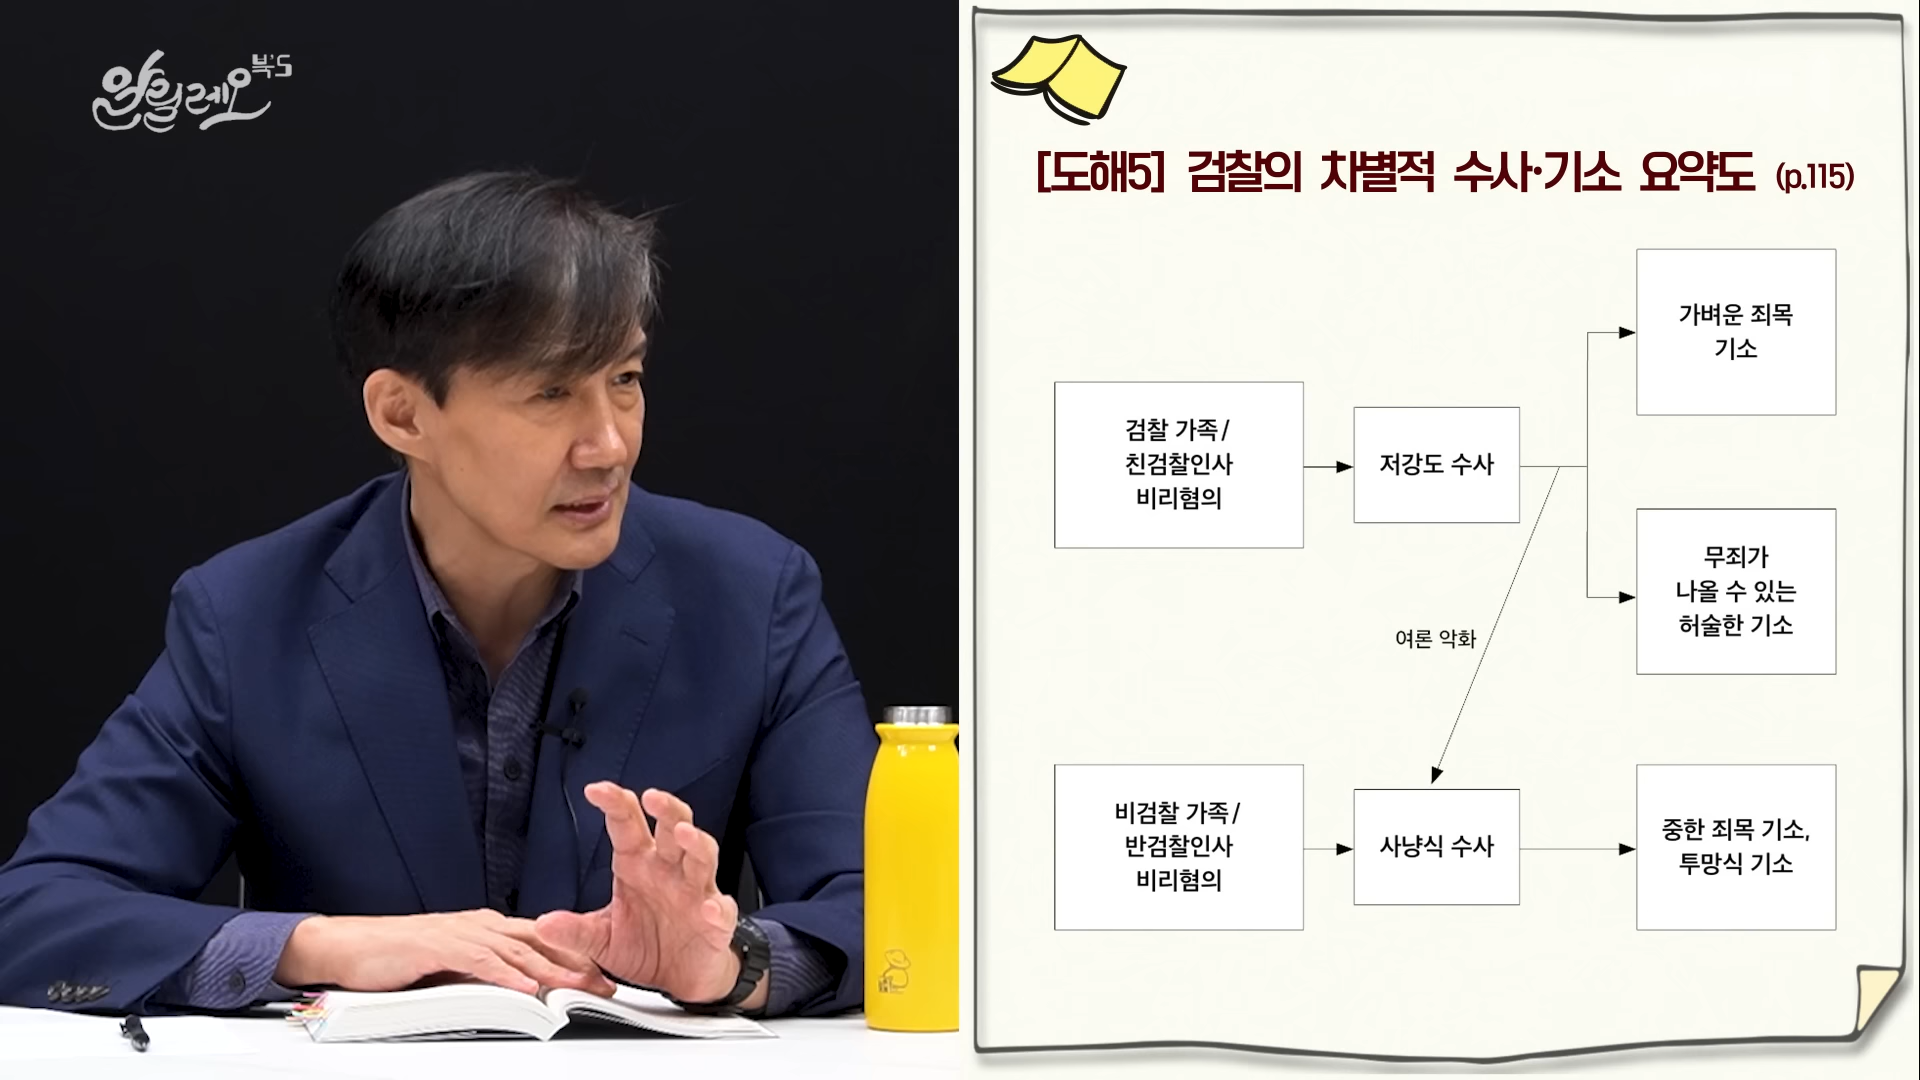 알릴레오 북's
[도해5] 검찰의 차별적 수사·기소 요약도 (p.115)
가벼운 죄목
기소
검찰 가족/
친검찰인사
비리혐의
저강도 수사
무죄가
나올 수 있는
허술한 기소
여론 악화
비검찰 가족/
반검찰인사
비리혐의
사냥식 수사
중한 죄목 기소,
투망식 기소